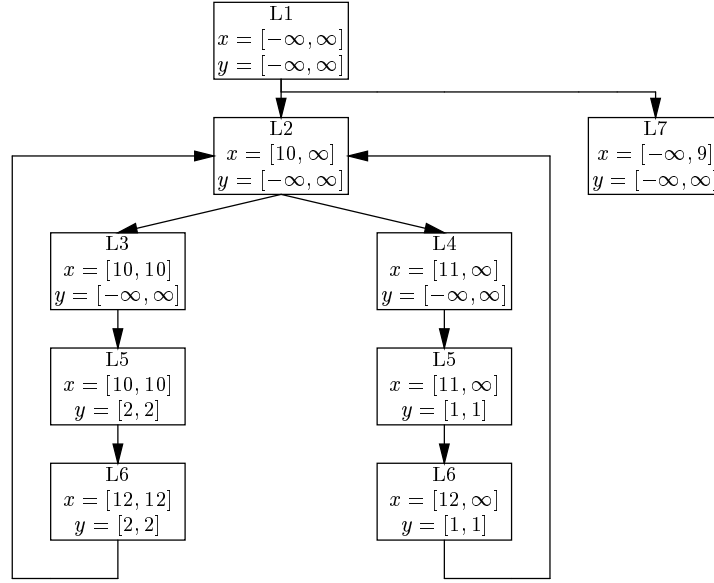 L1
x = [−∞, ∞]
y = [−∞, ∞]
L2
x = [10, ∞]
y = [−∞, ∞]
L7
x = [−∞, 9]
y = [−∞, ∞]
L3
x = [10, 10]
y = [−∞, ∞]
L4
x = [11, ∞]
y = [−∞, ∞]
L5
x = [10, 10]
y = [2, 2]
L5
x = [11, ∞]
y = [1, 1]
L6
x = [12, 12]
y = [2, 2]
L6
x = [12, ∞]
y = [1, 1]